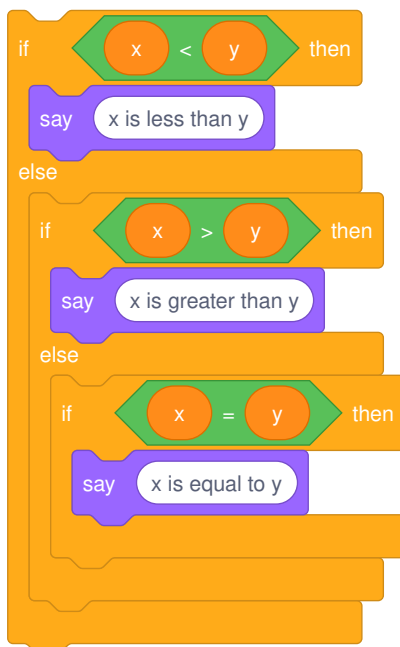 if x < y then
say x is less than y
else
if x > y then
say x is greater than y
else
if x = y then
say x is equal to y